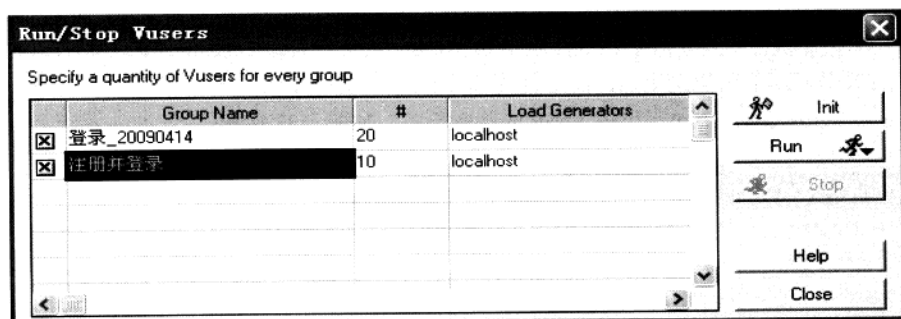 Run/Stop Vusers
Specify a quantity of Vusers for every group
Group Name # Load Generators
登录_20090414 20 localhost
注册并登录 10 localhost
Init
Run
Stop
Help
Close